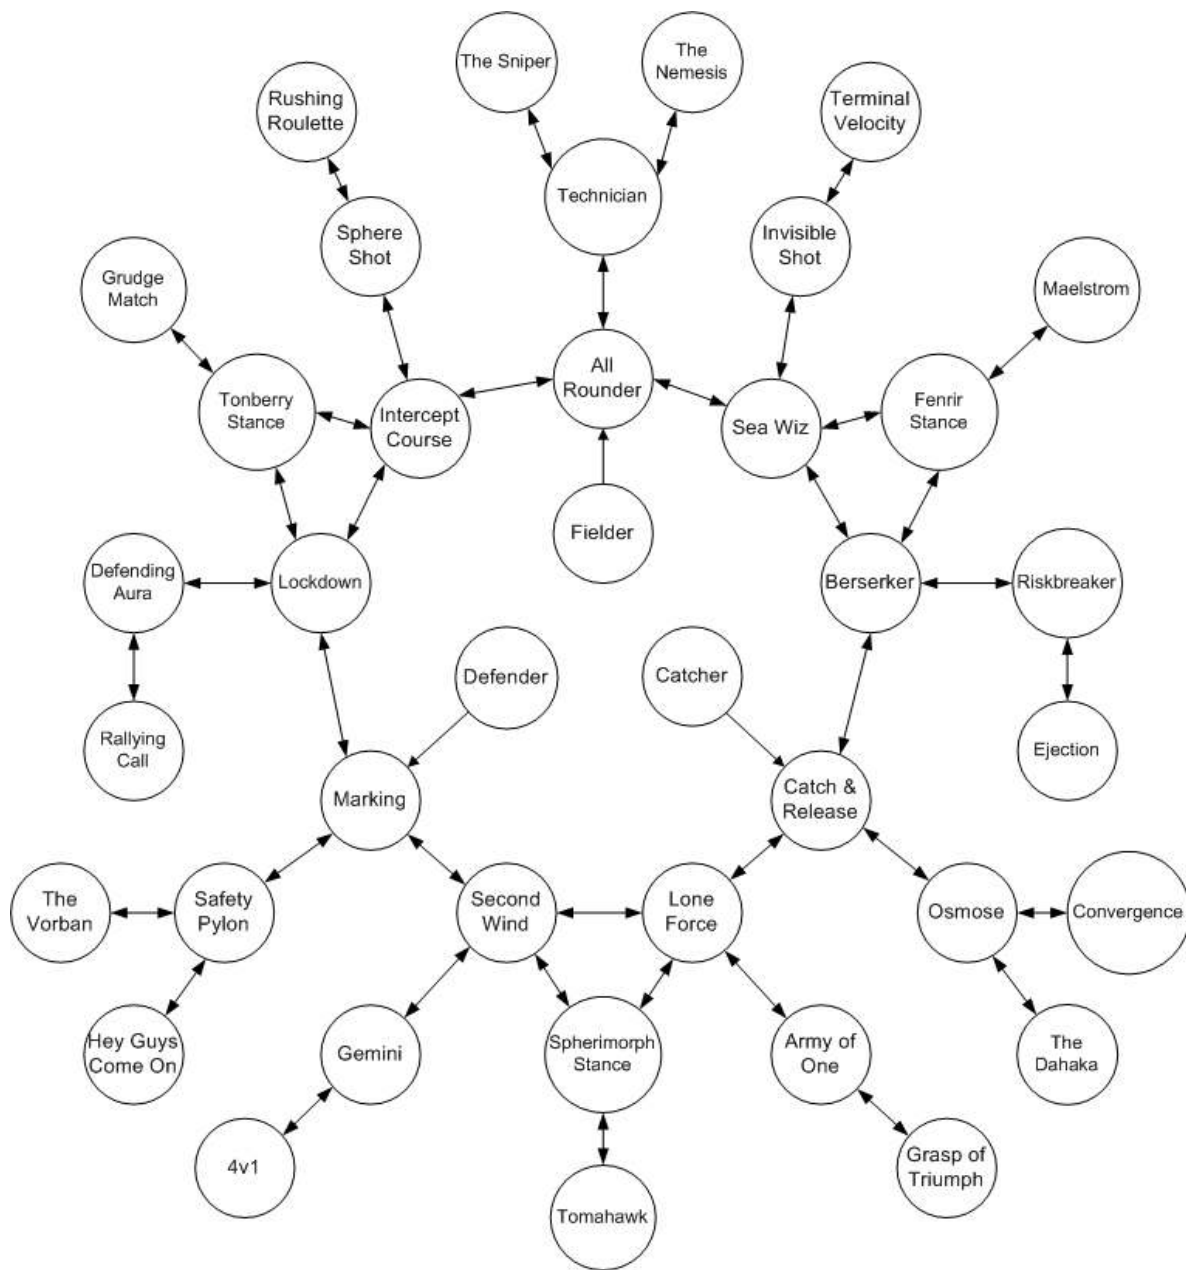 The Sniper
The
Nemesis
Rushing
Roulette
Terminal
Velocity
Technician
Sphere
Shot
Invisible
Shot
Grudge
Match
Maelstrom
All
Rounder
Tonberry
Stance
Intercept
Course
Sea Wiz
Fenrir
Stance
Fielder
Defending
Aura
Lockdown
Berserker
Riskbreaker
Defender
Catcher
Rallying
Call
Ejection
Marking
Catch &
Release
The
Vorban
Safety
Pylon
Second
Wind
Lone
Force
Osmose
Convergence
Hey Guys
Come On
Gemini
Spherimorph
Stance
Army of
One
The
Dahaka
4v1
Grasp of
Triumph
Tomahawk